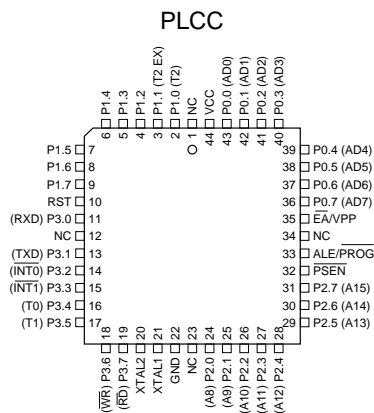 PLCC
P1.4
P1.3
P1.2
P1.1 (T2 EX)
P1.0 (T2)
NC
VCC
P0.0 (AD0)
P0.1 (AD1)
P0.2 (AD2)
P0.3 (AD3)
6
5
4
3
2
1
44
43
42
41
40
P1.5 7
P1.6 8
P1.7 9
RST 10
(RXD) P3.0 11
NC 12
(TXD) P3.1 13
(INT0) P3.2 14
(INT1) P3.3 15
(T0) P3.4 16
(T1) P3.5 17
39 P0.4 (AD4)
38 P0.5 (AD5)
37 P0.6 (AD6)
36 P0.7 (AD7)
35 EA/VPP
34 NC
33 ALE/PROG
32 PSEN
31 P2.7 (A15)
30 P2.6 (A14)
29 P2.5 (A13)
18
19
20
21
22
23
24
25
26
27
28
(WR) P3.6
(RD) P3.7
XTAL2
XTAL1
GND
NC
(A8) P2.0
(A9) P2.1
(A10) P2.2
(A11) P2.3
(A12) P2.4